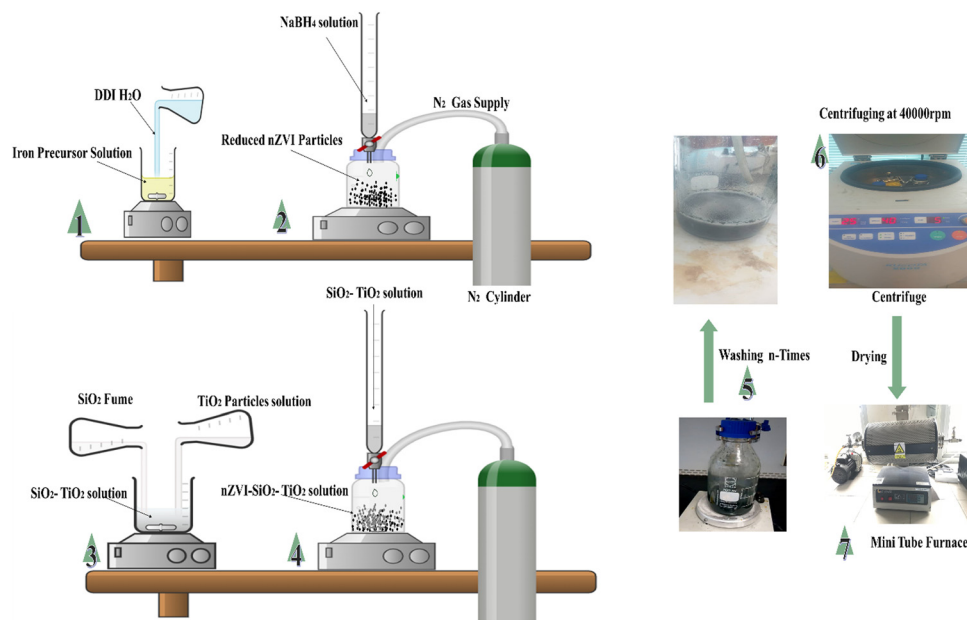 NaBH4 solution
DDI H2O
N2 Gas Supply
Iron Precursor Solution
Reduced nZVI Particles
1
2
N2 Cylinder
SiO2- TiO2 solution
SiO2 Fume
TiO2 Particles solution
SiO2- TiO2 solution
nZVI-SiO2- TiO2 solution
3
4
Washing n-Times
5
Centrifuging at 40000rpm
6
Centrifuge
Drying
7
Mini Tube Furnace